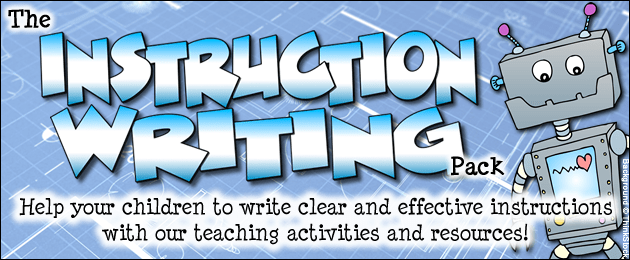 The
INSTRUCTION
WRITING
Pack
Help your children to write clear and effective instructions
with our teaching activities and resources!
Background © ThinkStock